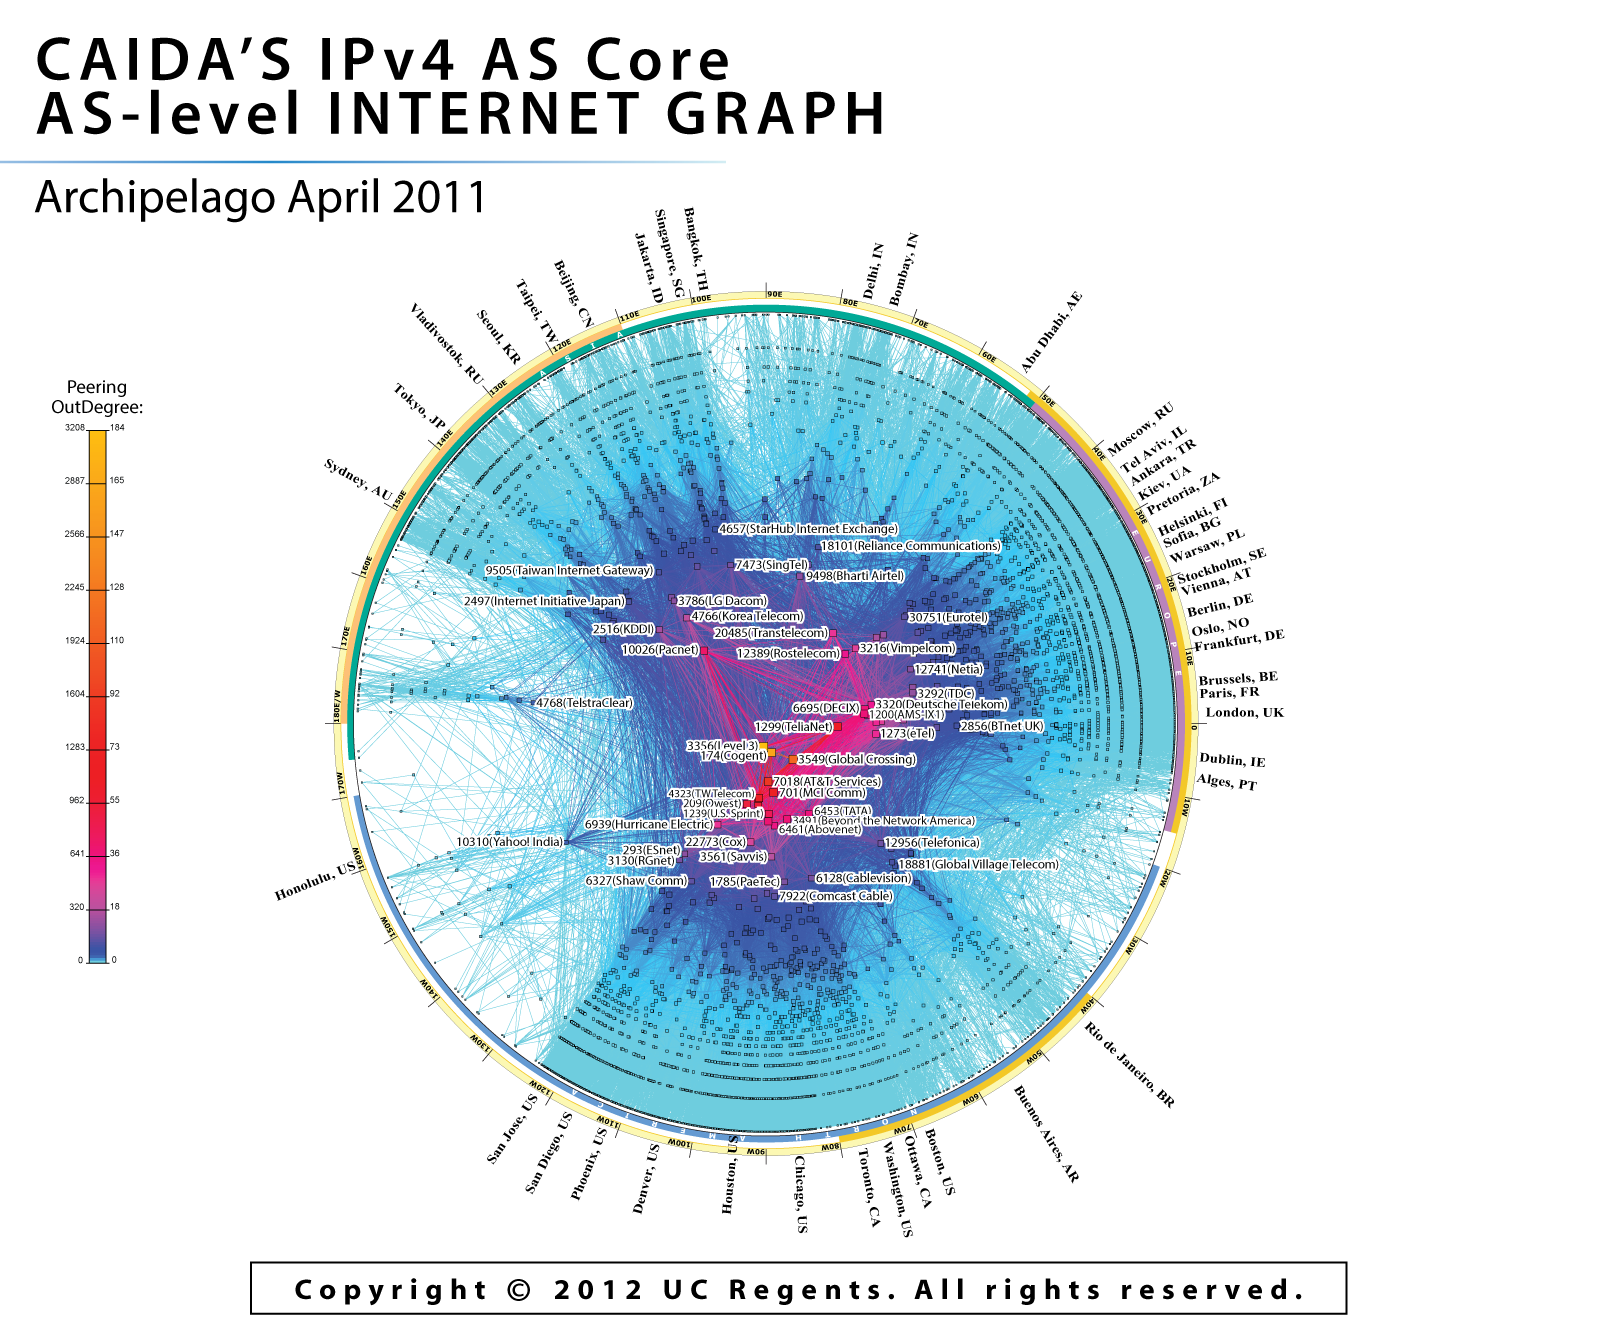 CAIDA’S IPv4 AS Core
AS-level INTERNET GRAPH
Archipelago April 2011
Peering
OutDegree:
3208 184
2887 165
2566 147
2245 128
1924 110
1604 92
1283 73
962 55
641 36
320 18
0 0
Sydney, AU
Tokyo, JP
Vladivostok, RU
Seoul, KR
Taipei, TW
Beijing, CN
Jakarta, ID
Singapore, SG
Bangkok, TH
Delhi, IN
Bombay, IN
Abu Dhabi, AE
Moscow, RU
Tel Aviv, IL
Ankara, TR
Kiev, UA
Pretoria, ZA
Helsinki, FI
Sofia, BG
Warsaw, PL
Stockholm, SE
Vienna, AT
Berlin, DE
Oslo, NO
Frankfurt, DE
Brussels, BE
Paris, FR
London, UK
Dublin, IE
Alges, PT
Rio de Janeiro, BR
Buenos Aires, AR
Boston, US
Ottawa, CA
Washington, US
Toronto, CA
Chicago, US
Houston, US
Denver, US
Phoenix, US
San Diego, US
San Jose, US
Honolulu, US
180E/W
170E
160E
150E
140E
130E
120E
110E
100E
90E
80E
70E
60E
50E
40E
30E
20E
10E
0
10W
20W
30W
40W
50W
60W
70W
80W
90W
100W
110W
120W
130W
140W
150W
160W
170W
ASIA
EUROPE
NORTH AMERICA
4657(StarHub Internet Exchange)
18101(Reliance Communications)
7473(SingTel)
9505(Taiwan Internet Gateway)
9498(Bharti Airtel)
2497(Internet Initiative Japan)
3786(LG Dacom)
4766(Korea Telecom)
30751(Eurotel)
2516(KDDI)
20485(Transtelecom)
10026(Pacnet)
12389(Rostelecom)
3216(Vimpelcom)
12741(Netia)
3292(TDC)
4768(TelstraClear)
6695(DECIX)
3320(Deutsche Telekom)
1200(AMS-IX1)
1299(TeliaNet)
2856(BTnet UK)
1273(eTel)
3356(Level 3)
174(Cogent)
3549(Global Crossing)
7018(AT&T Services)
701(MCI Comm)
4323(TW Telecom)
209(Qwest)
1239(U.S. Sprint)
6453(TATA)
3491(Beyond the Network America)
6939(Hurricane Electric)
6461(Abovenet)
10310(Yahoo! India)
22773(Cox)
12956(Telefonica)
293(ESnet)
3130(RGnet)
3561(Savvis)
18881(Global Village Telecom)
6327(Shaw Comm)
1785(PaeTec)
6128(Cablevision)
7922(Comcast Cable)
Copyright © 2012 UC Regents. All rights reserved.